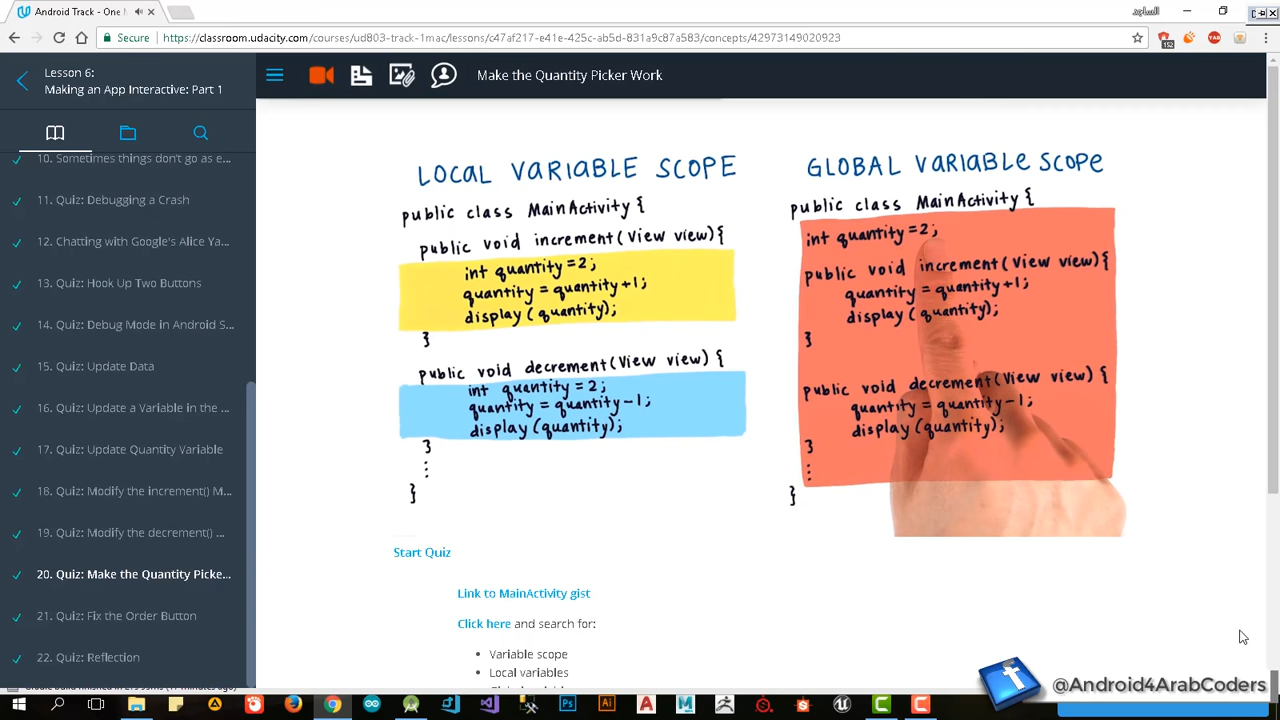 Android Track - One M
الساجد
Secure
https://classroom.udacity.com/courses/ud803-track-1mac/lessons/c47af217-e41e-425c-ab5d-831a9c87a583/concepts/42973149020923
152
YAB
Lesson 6:
Making an App Interactive: Part 1
Make the Quantity Picker Work
10. Sometimes things don't go as e...
11. Quiz: Debugging a Crash
12. Chatting with Google's Alice Ya...
13. Quiz: Hook Up Two Buttons
14. Quiz: Debug Mode in Android S...
15. Quiz: Update Data
16. Quiz: Update a Variable in the ...
17. Quiz: Update Quantity Variable
18. Quiz: Modify the increment() M...
19. Quiz: Modify the decrement() ...
20. Quiz: Make the Quantity Picke...
21. Quiz: Fix the Order Button
22. Quiz: Reflection
LOCAL VARIABLE SCOPE
public class MainActivity {
public void increment(View view){
int quantity = 2;
quantity = quantity +1;
display (quantity);
}
public void decrement(View view) {
int quantity = 2;
quantity = quantity -1;
display (quantity);
}
:
}
GLOBAL VARIABLE SCOPE
public class MainActivity {
int quantity = 2;
public void increment(View view){
quantity = quantity +1;
display (quantity);
}
public void decrement(View view) {
quantity = quantity -1;
display (quantity);
}
:
}
Start Quiz
Link to MainActivity gist
Click here and search for:
• Variable scope
• Local variables
@Android4ArabCoders